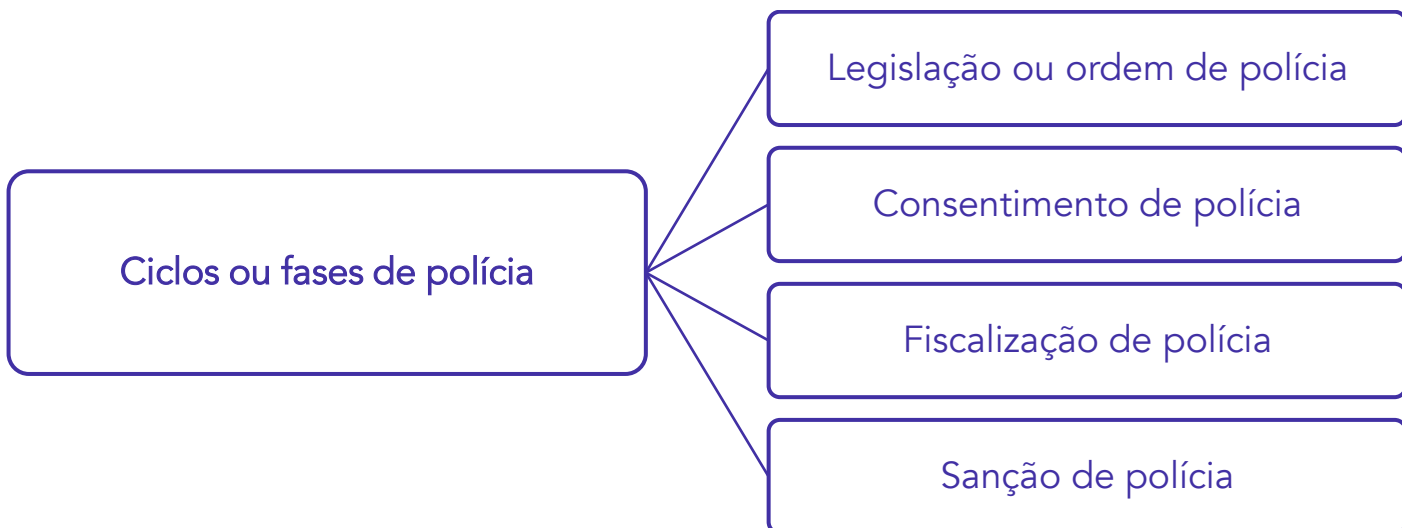 Legislação ou ordem de polícia
Consentimento de polícia
Ciclos ou fases de polícia
Fiscalização de polícia
Sanção de polícia